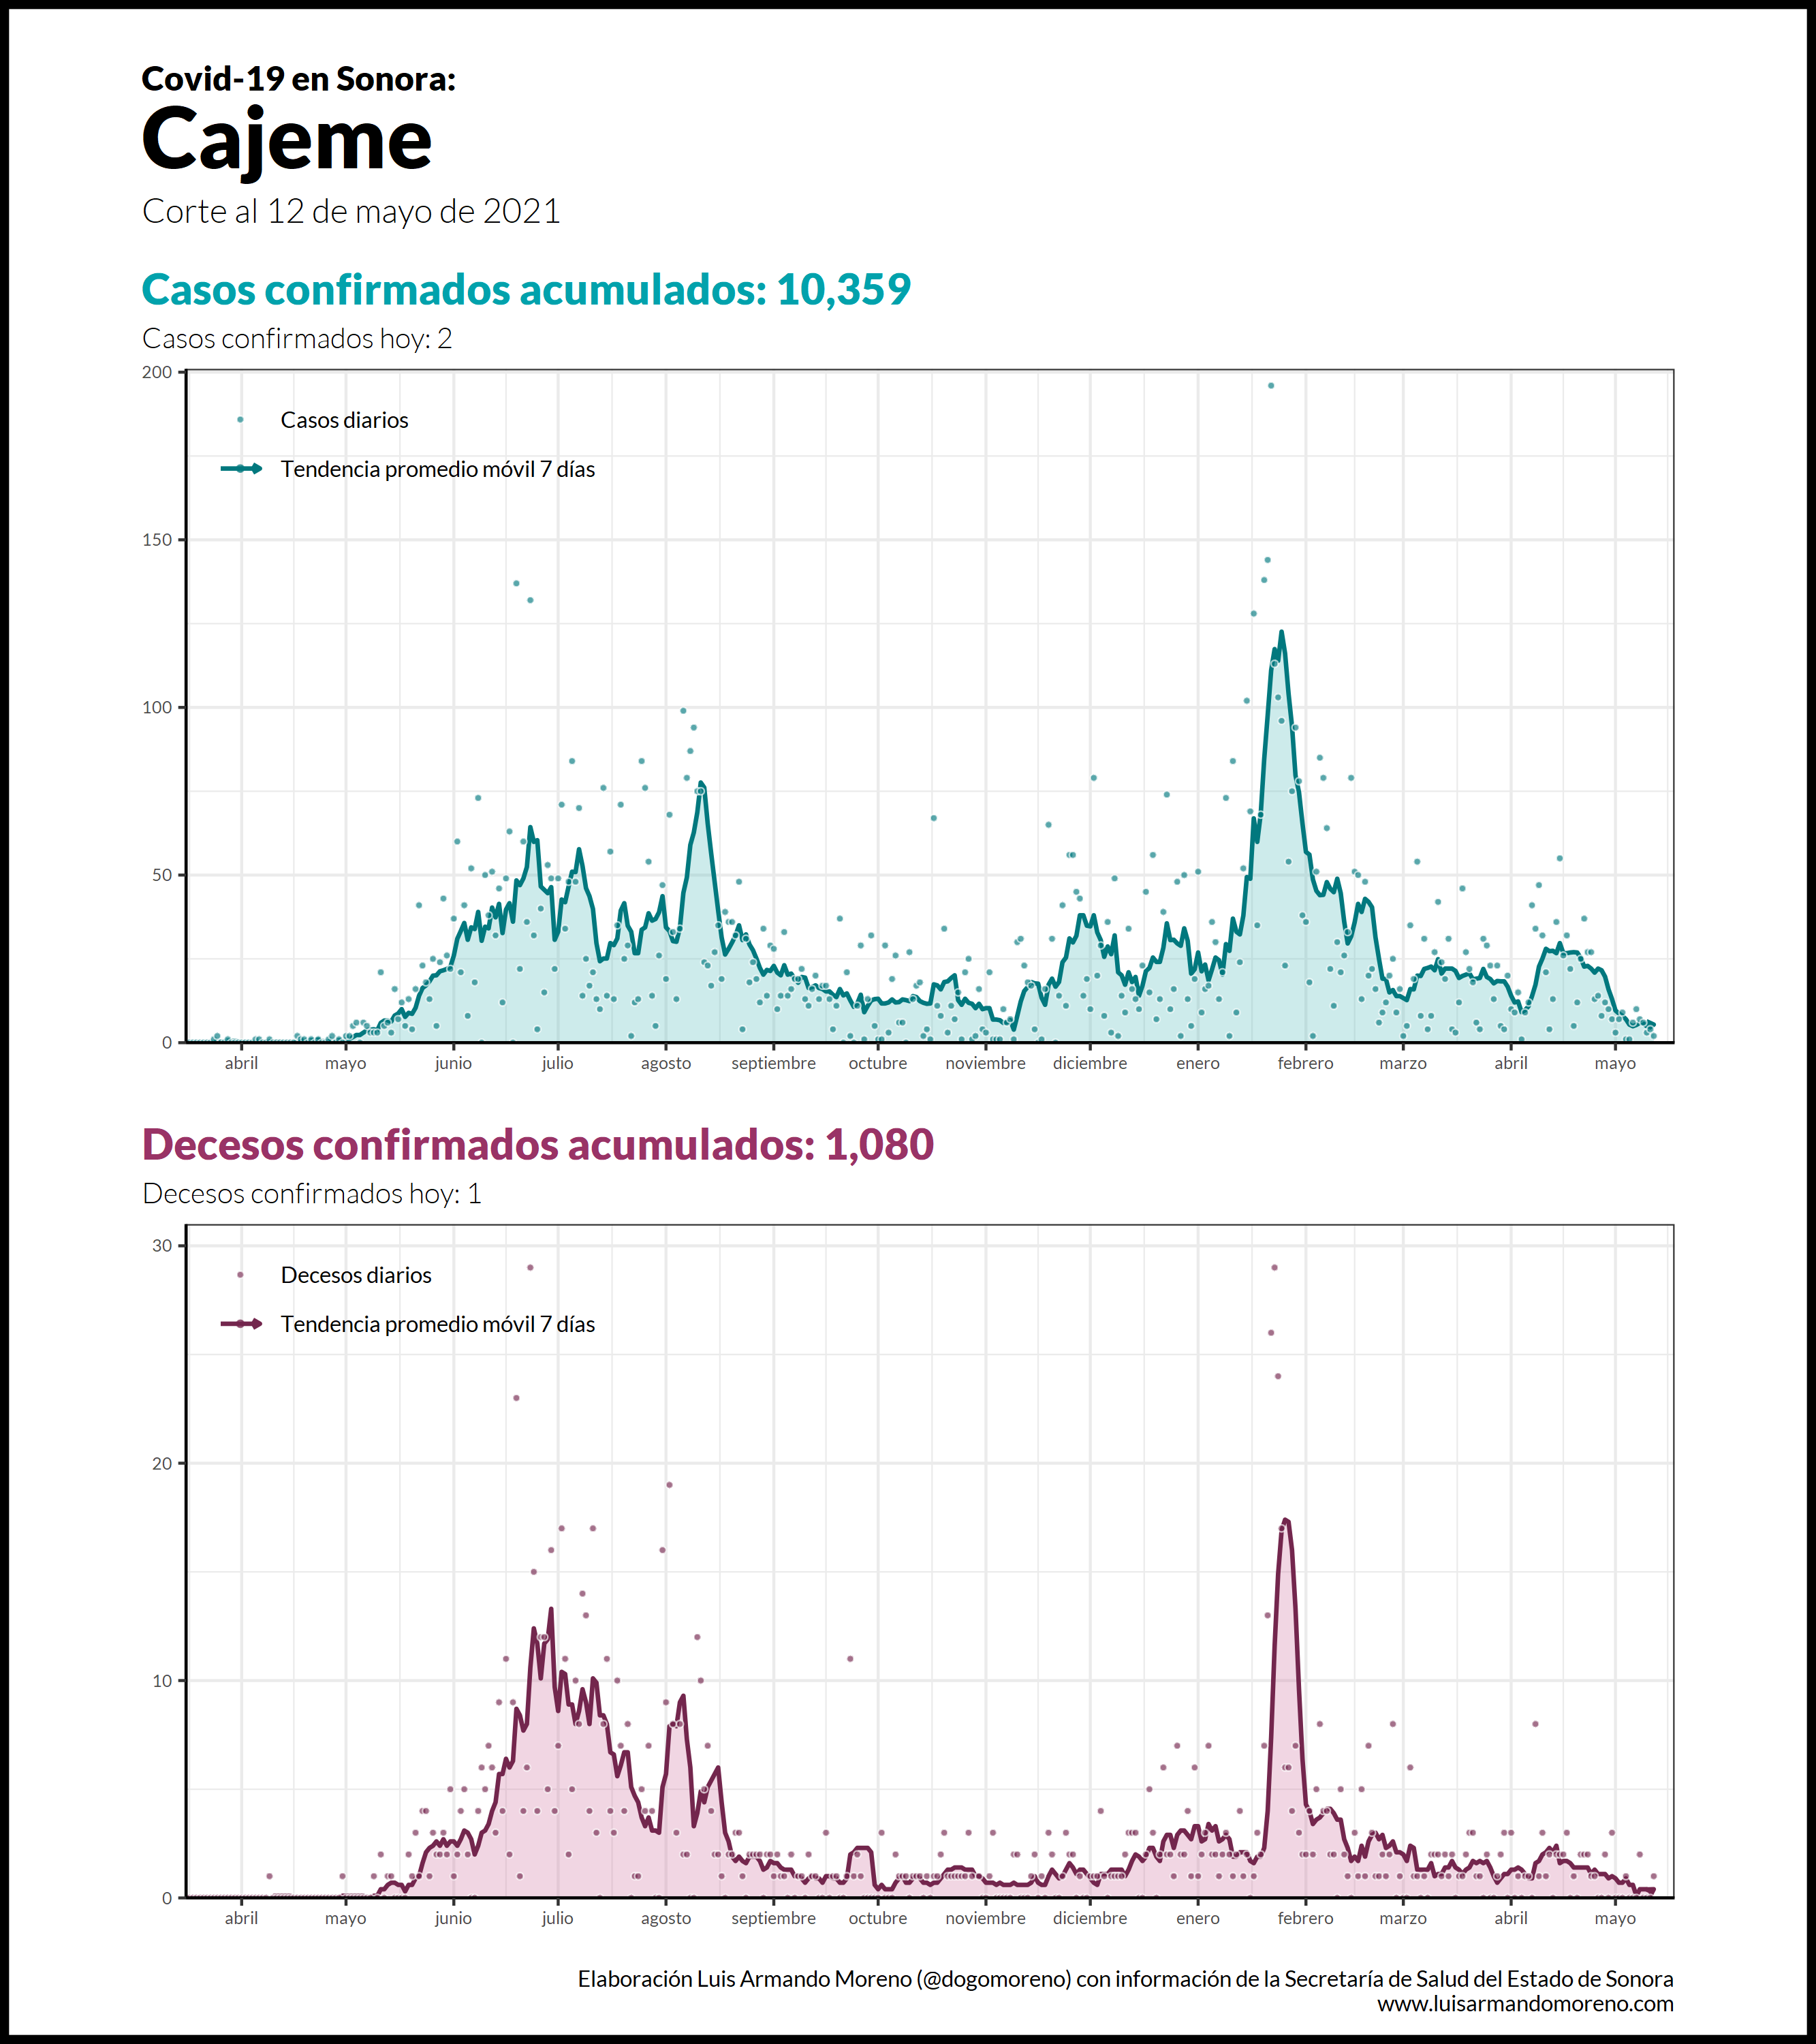 Covid-19 en Sonora:
Cajeme
Corte al 12 de mayo de 2021
Casos confirmados acumulados: 10,359
Casos confirmados hoy: 2
200
150
100
50
0
Casos diarios
Tendencia promedio móvil 7 días
abril mayo junio julio agosto septiembre octubre noviembre diciembre enero febrero marzo abril mayo
Decesos confirmados acumulados: 1,080
Decesos confirmados hoy: 1
30
20
10
0
Decesos diarios
Tendencia promedio móvil 7 días
abril mayo junio julio agosto septiembre octubre noviembre diciembre enero febrero marzo abril mayo
Elaboración Luis Armando Moreno (@dogomoreno) con información de la Secretaría de Salud del Estado de Sonora
www.luisarmandomoreno.com